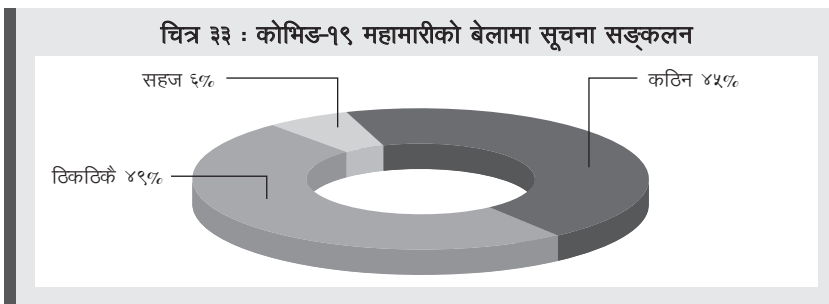 चित्र ३३ : कोभिड-१९ महामारीको बेलामा सूचना सङ्कलन
सहज ६%
कठिन ४५%
ठिकठिकै ४९%